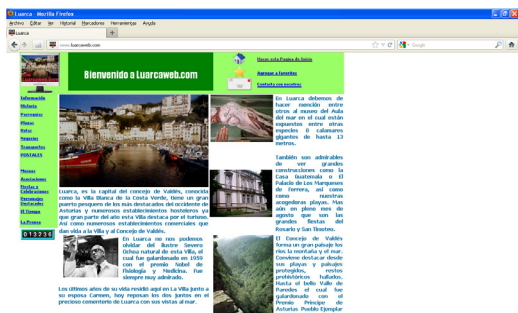 Luarca - Mozilla Firefox
Archivo Editar Ver Historial Marcadores Herramientas Ayuda
Luarca
www.luarcaweb.com
Google
Bienvenido a Luarcaweb.com
Hacer esta Pagina de Inicio
Agregar a favoritos
Contacta con nosotros
Información
Historia
Parroquias
Playas
Rutas
Negocios
Transportes
POSTALES
Museos
Asociaciones
Fiestas o
Celebraciones
Personajes
Destacados
El Tiempo
La Prensa
013236
Luarca, es la capital del concejo de Valdés, conocida
como la Villa Blanca de la Costa Verde, tiene un gran
puerto pesquero de los más destacados del occidente de
Asturias y numerosos establecimientos hosteleros ya
que gran parte del año esta Villa destaca por el turismo.
Así como numerosos establecimientos comerciales que
dan vida a la Villa y al Concejo de Valdés.
En Luarca no nos podemos
olvidar del ilustre Severo
Ochoa natural de esta Villa, el
cual fue galardonado en 1959
con el premio Nobel de
Fisiología y Medicina. Fue
siempre muy admirado.
Los últimos años de su vida residió aquí en La Villa junto a
su esposa Carmen, hoy reposan los dos juntos en el
precioso cementerio de Luarca con sus vistas al mar.
En Luarca debemos de
hacer mención entre
otros al museo del Aula
del mar en el cual están
expuestos entre otras
especies 6 calamares
gigantes de hasta 13
metros.
También son admirables
de ver grandes
construcciones como la
Casa Guatemala o El
Palacio de Los Marqueses
de Ferrera, así como
como nuestras
acogedoras playas. Mas
aún en pleno mes de
agosto que son las
grandes fiestas del
Rosario y San Timoteo.
El Concejo de Valdés
forma un gran paisaje los
ríos la montaña y el mar.
Conviene destacar desde
sus playas y paisajes
protegidos, restos
prehistóricos hallados.
Hasta el bello Valle de
Paredes el cual fue
galardonado con el
Premio Príncipe de
Asturias Pueblo Ejemplar